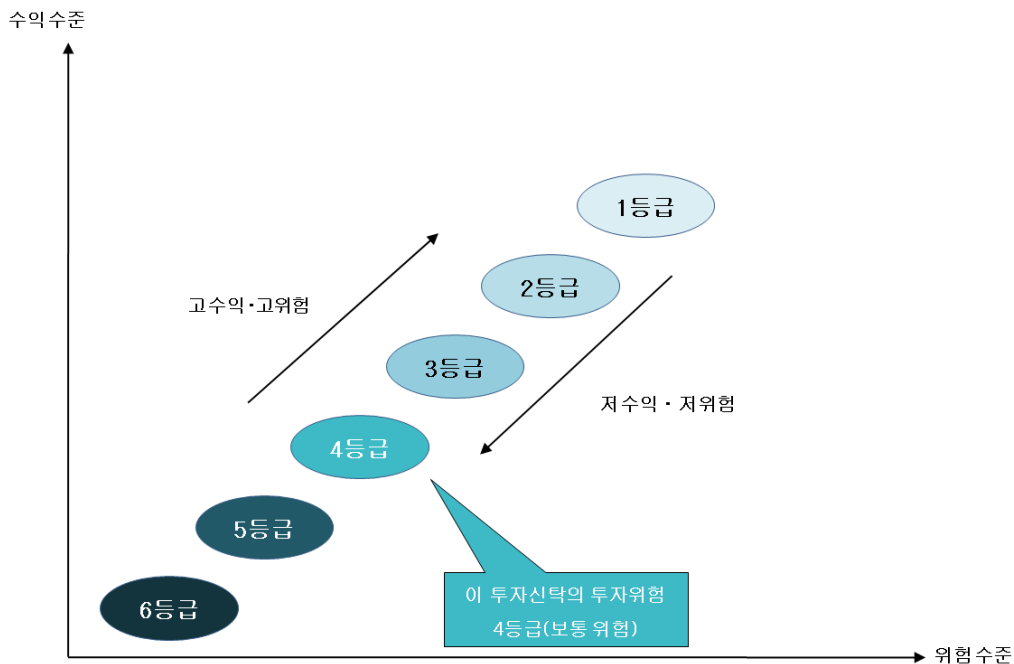 수익수준
1등급
2등급
고수익·고위험
3등급
저수익 · 저위험
4등급
5등급
이 투자신탁의 투자위험
4등급(보통 위험)
6등급
위험수준